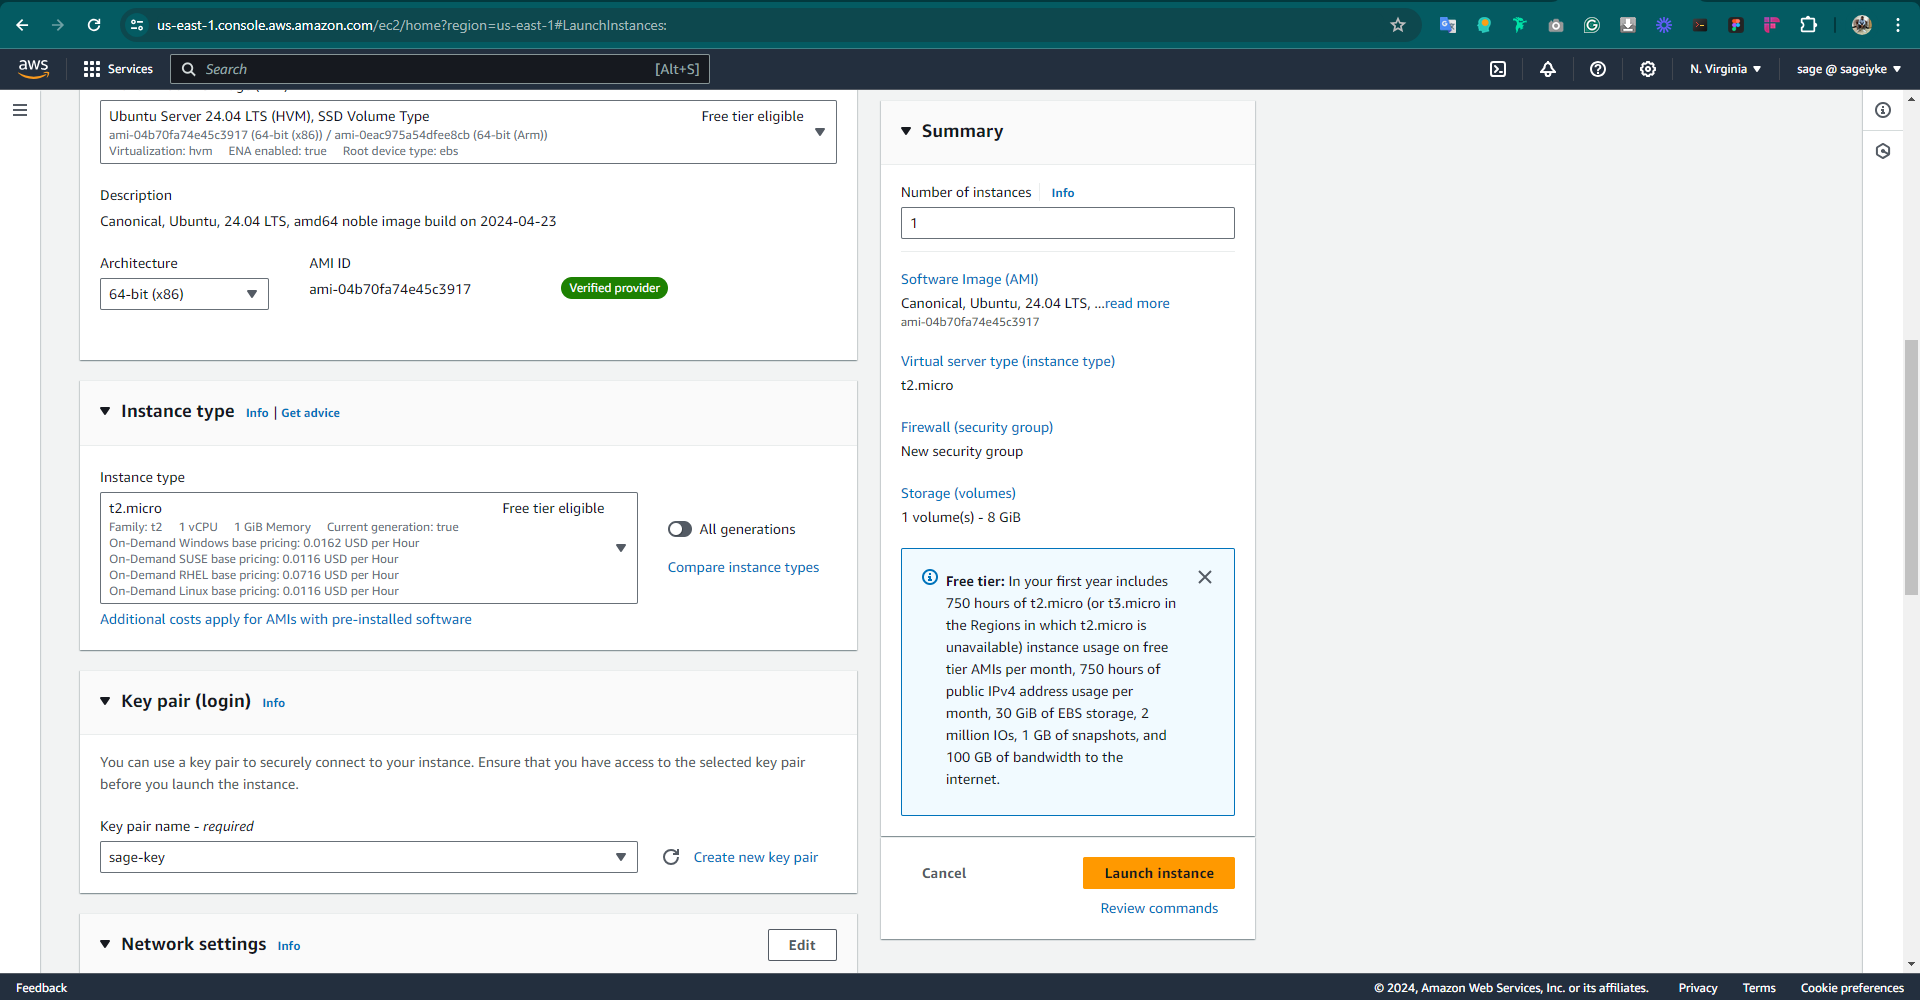 us-east-1.console.aws.amazon.com/ec2/home?region=us-east-1#LaunchInstances:
aws
Services
Search
[Alt+S]
N. Virginia
sage @ sageiyke
Ubuntu Server 24.04 LTS (HVM), SSD Volume Type
Free tier eligible
ami-04b70fa74e45c3917 (64-bit (x86)) / ami-0eac975a54dfee8cb (64-bit (Arm))
Virtualization: hvm ENA enabled: true Root device type: ebs
Description
Canonical, Ubuntu, 24.04 LTS, amd64 noble image build on 2024-04-23
Architecture
AMI ID
64-bit (x86)
ami-04b70fa74e45c3917
Verified provider
Instance type
Info | Get advice
Instance type
t2.micro
Free tier eligible
Family: t2 1 vCPU 1 GiB Memory Current generation: true
On-Demand Windows base pricing: 0.0162 USD per Hour
On-Demand SUSE base pricing: 0.0116 USD per Hour
On-Demand RHEL base pricing: 0.0716 USD per Hour
On-Demand Linux base pricing: 0.0116 USD per Hour
All generations
Compare instance types
Additional costs apply for AMIs with pre-installed software
Key pair (login)
Info
You can use a key pair to securely connect to your instance. Ensure that you have access to the selected key pair
before you launch the instance.
Key pair name - required
sage-key
Create new key pair
Network settings
Info
Edit
Summary
Number of instances
Info
1
Software Image (AMI)
Canonical, Ubuntu, 24.04 LTS, ...read more
ami-04b70fa74e45c3917
Virtual server type (instance type)
t2.micro
Firewall (security group)
New security group
Storage (volumes)
1 volume(s) - 8 GiB
Free tier: In your first year includes
750 hours of t2.micro (or t3.micro in
the Regions in which t2.micro is
unavailable) instance usage on free
tier AMIs per month, 750 hours of
public IPv4 address usage per
month, 30 GiB of EBS storage, 2
million IOs, 1 GB of snapshots, and
100 GB of bandwidth to the
internet.
Cancel
Launch instance
Review commands
Feedback
© 2024, Amazon Web Services, Inc. or its affiliates.
Privacy
Terms
Cookie preferences